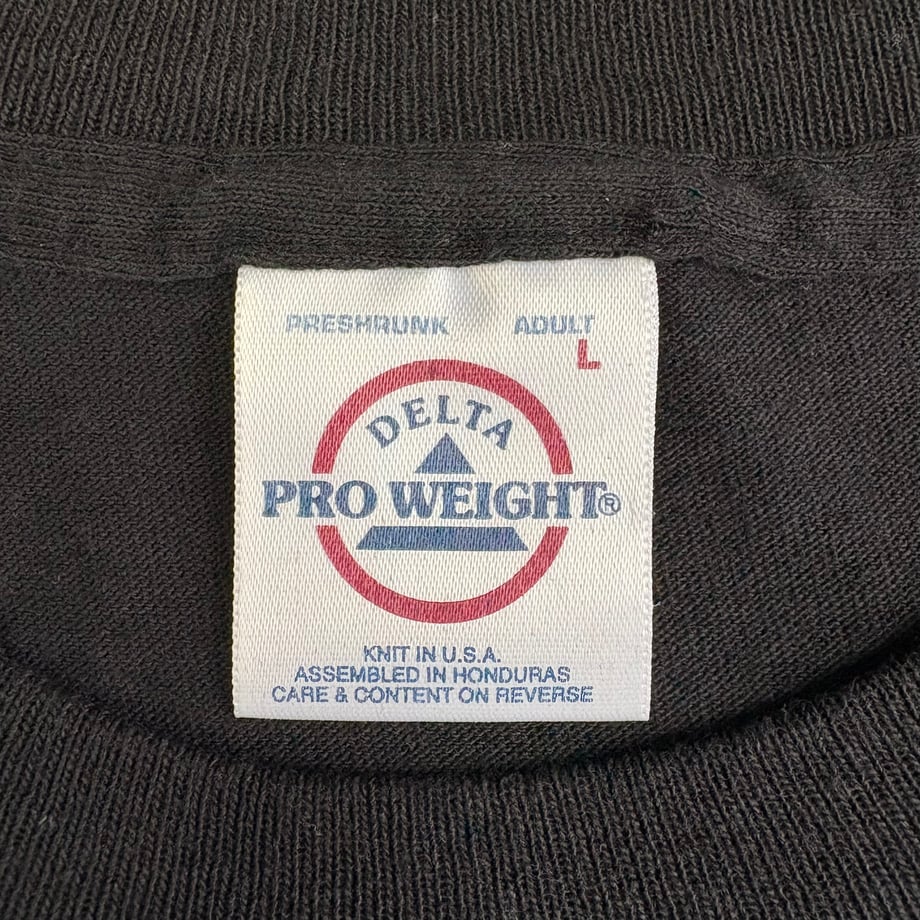 PRESHRUNK ADULT
L
DELTA
PRO WEIGHT®
KNIT IN U.S.A.
ASSEMBLED IN HONDURAS
CARE & CONTENT ON REVERSE